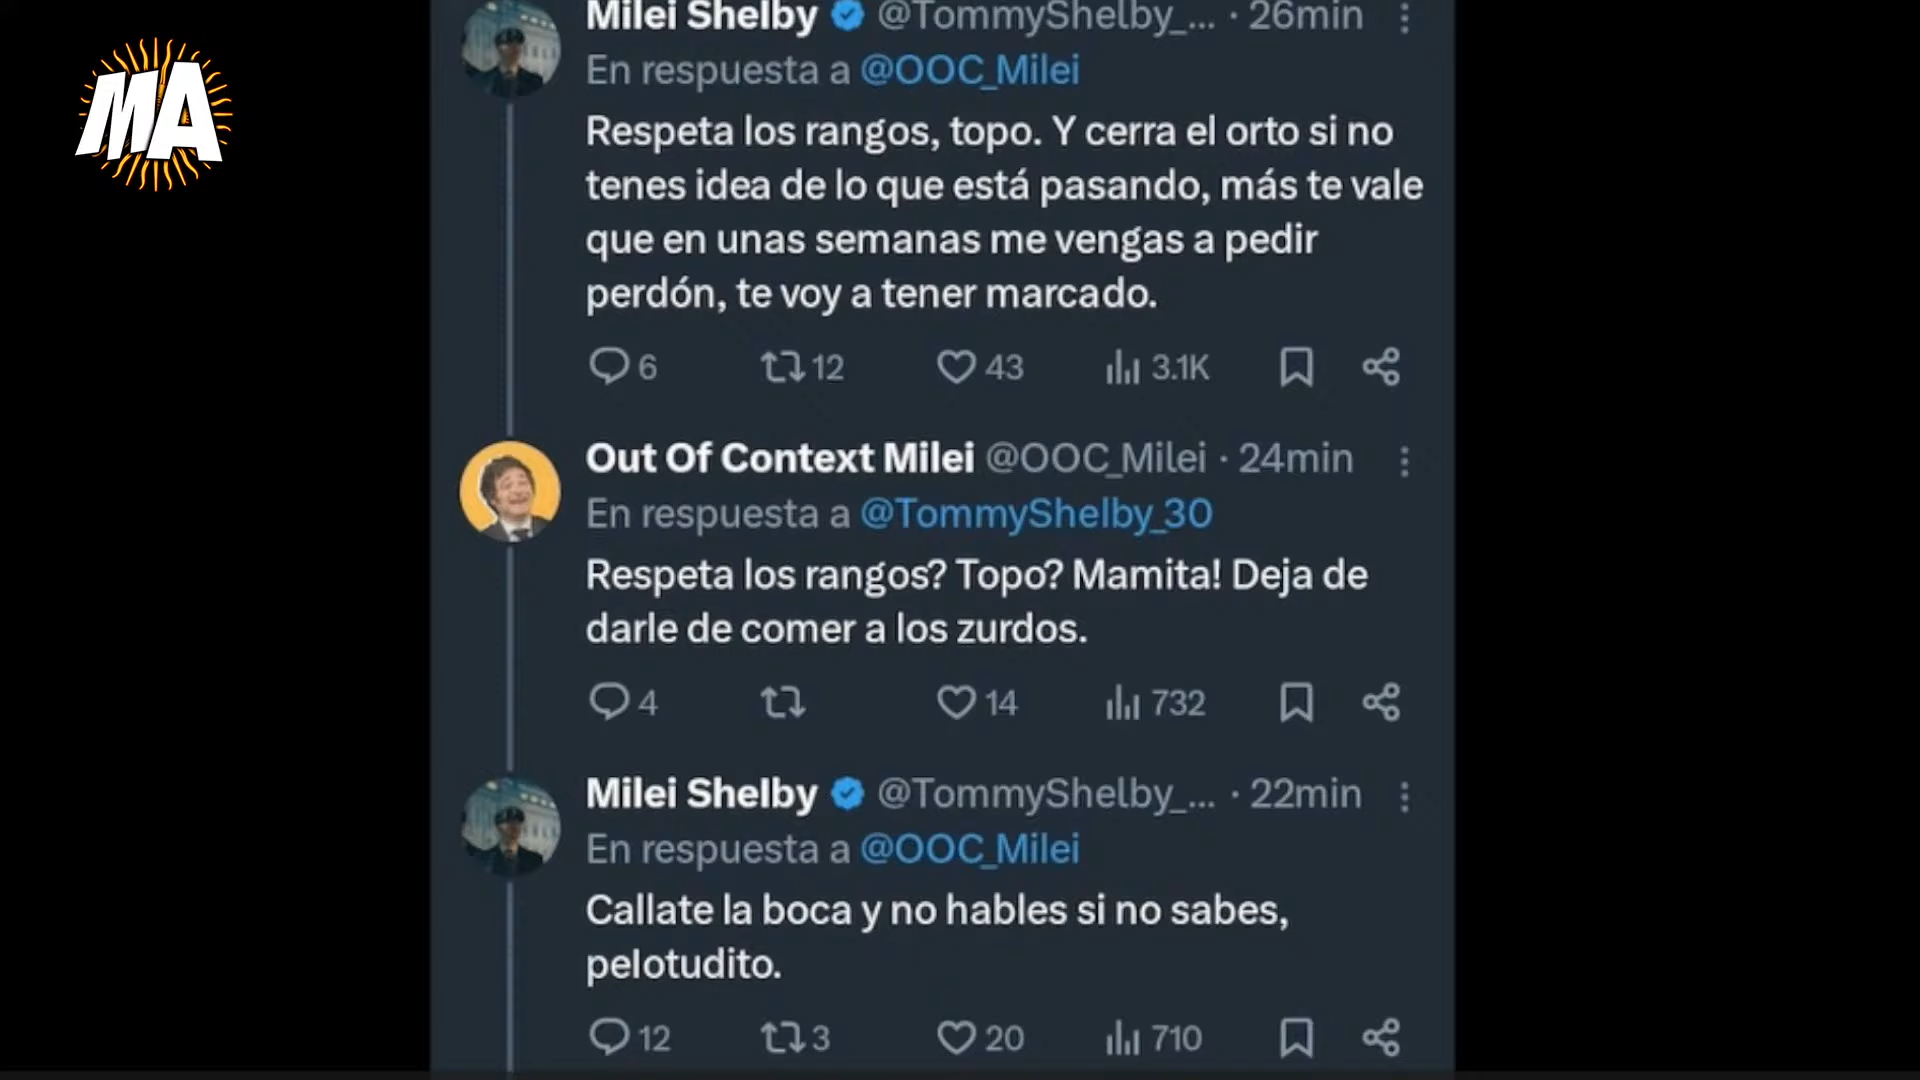 MA
Milei Shelby @TommyShelby_... · 26min
En respuesta a @OOC_Milei
Respeta los rangos, topo. Y cerra el orto si no
tenes idea de lo que está pasando, más te vale
que en unas semanas me vengas a pedir
perdón, te voy a tener marcado.
6 12 43 3.1K
Out Of Context Milei @OOC_Milei · 24min
En respuesta a @TommyShelby_30
Respeta los rangos? Topo? Mamita! Deja de
darle de comer a los zurdos.
4 14 732
Milei Shelby @TommyShelby_... · 22min
En respuesta a @OOC_Milei
Callate la boca y no hables si no sabes,
pelotudito.
12 3 20 710